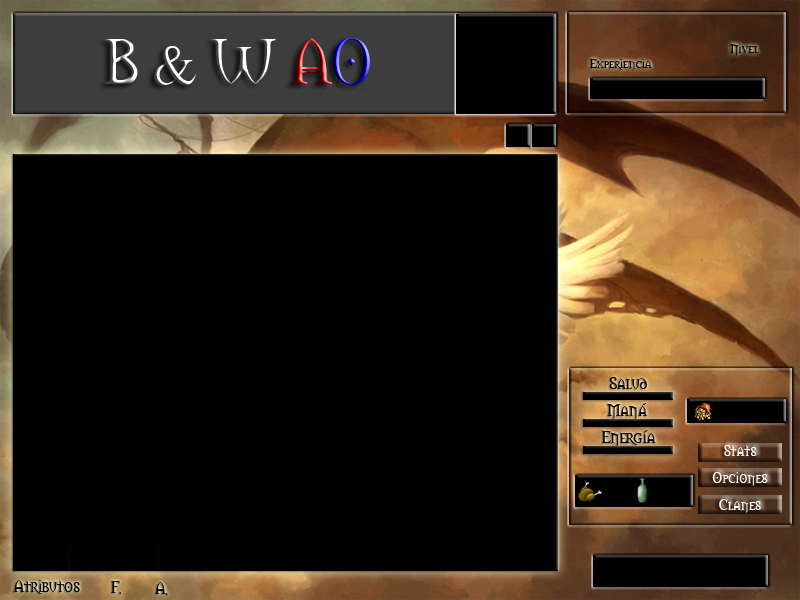 B & W AO
Nivel
Experiencia
Salud
Maná
Energía
Stats
Opciones
Clanes
Atributos F. A.